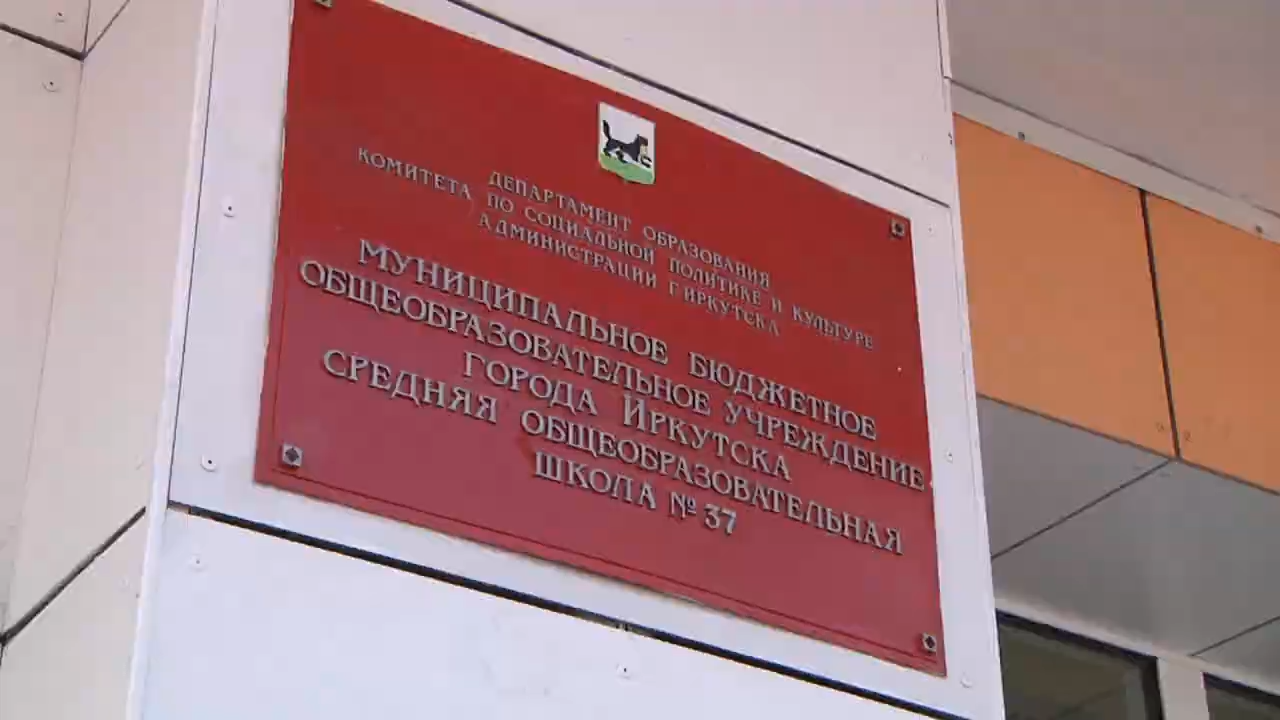 ДЕПАРТАМЕНТ ОБРАЗОВАНИЯ
КОМИТЕТА ПО СОЦИАЛЬНОЙ ПОЛИТИКЕ И КУЛЬТУРЕ
АДМИНИСТРАЦИИ Г ИРКУТСКА
МУНИЦИПАЛЬНОЕ БЮДЖЕТНОЕ
ОБЩЕОБРАЗОВАТЕЛЬНОЕ УЧРЕЖДЕНИЕ
ГОРОДА ИРКУТСКА
СРЕДНЯЯ ОБЩЕОБРАЗОВАТЕЛЬНАЯ
ШКОЛА № 37